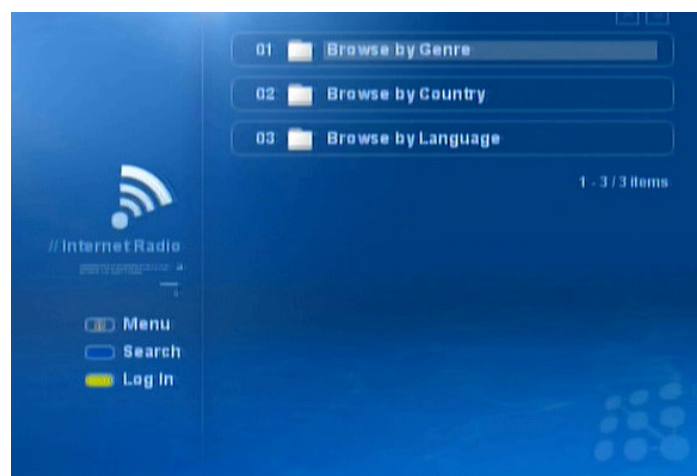 01 Browse by Genre
02 Browse by Country
03 Browse by Language
1 - 3 / 3 items
// Internet Radio
Menu
Search
Log In